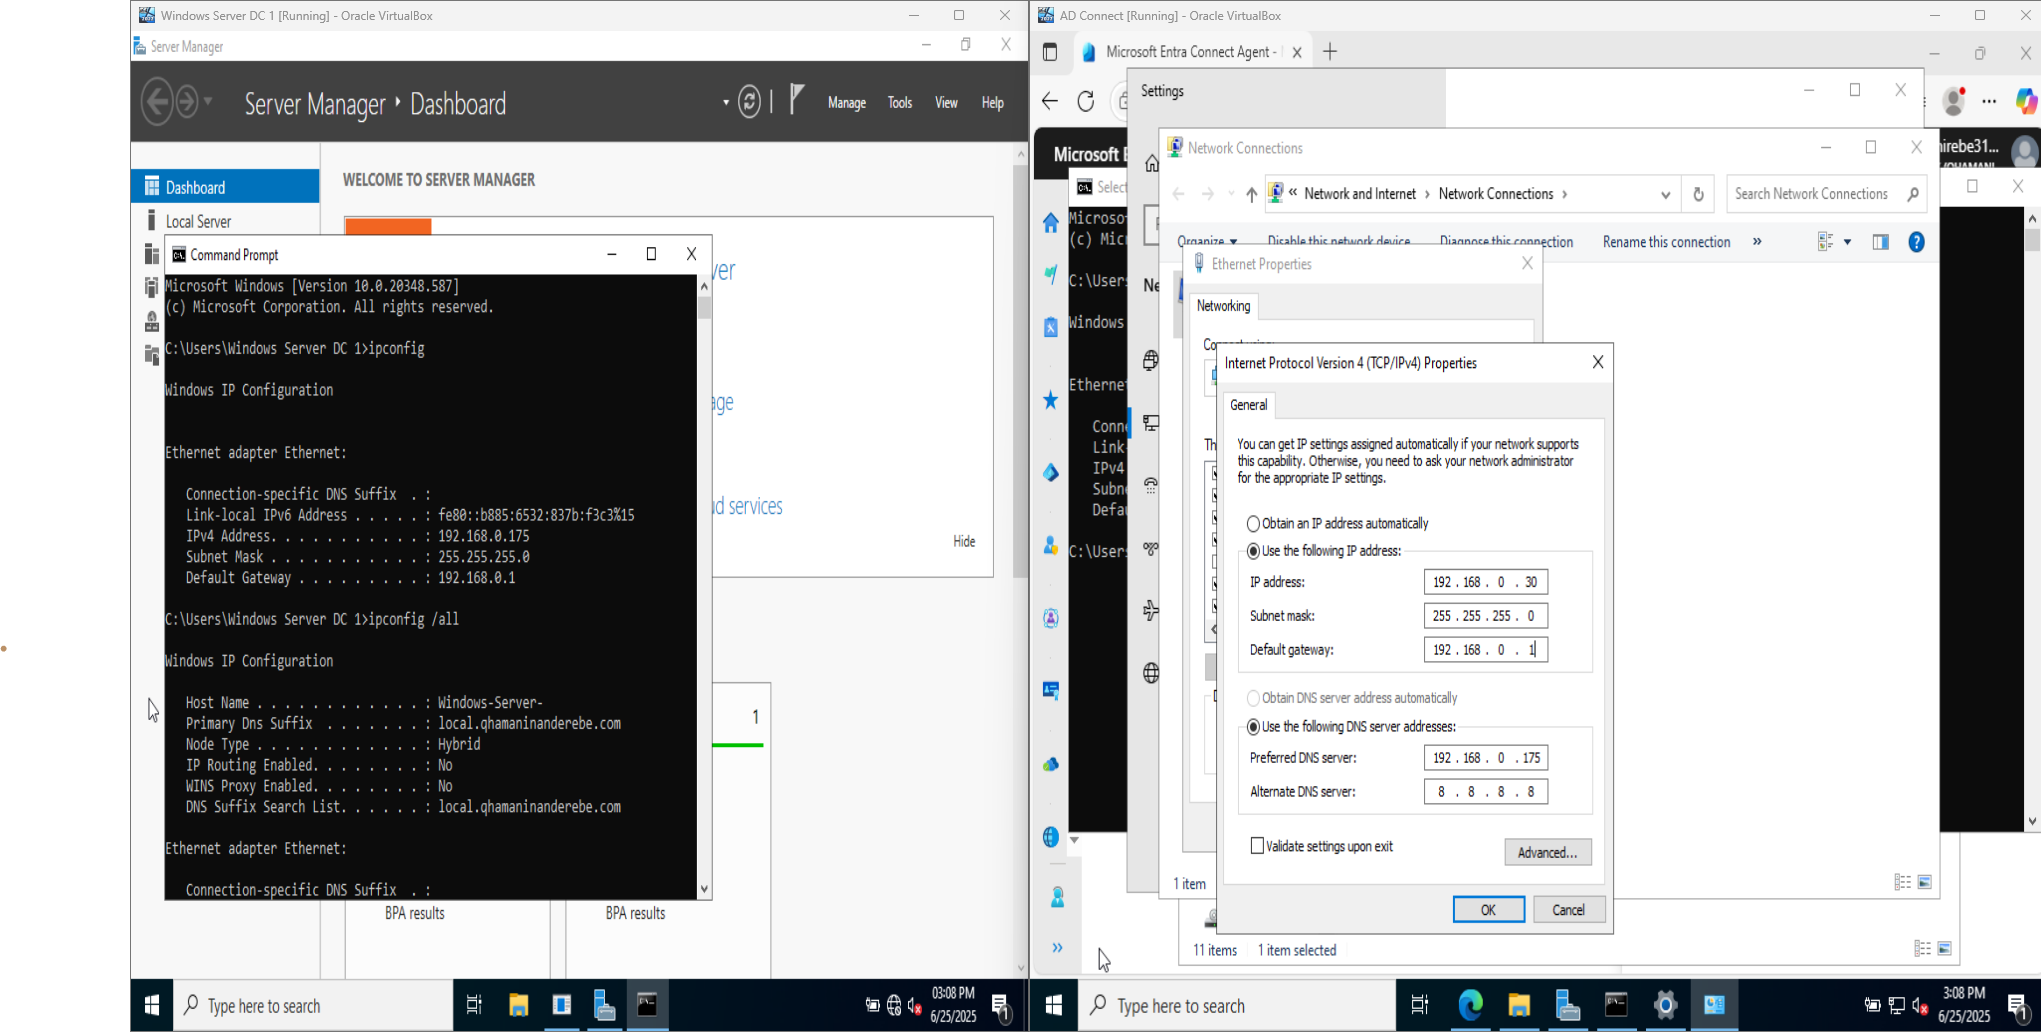 Windows Server DC 1 [Running] - Oracle VirtualBox
Server Manager
Server Manager ‣ Dashboard
Manage Tools View Help
Dashboard
Local Server
WELCOME TO SERVER MANAGER
Hide
1
BPA results
BPA results
Command Prompt
Microsoft Windows [Version 10.0.20348.587]
(c) Microsoft Corporation. All rights reserved.
C:\Users\Windows Server DC 1>ipconfig
Windows IP Configuration
Ethernet adapter Ethernet:
Connection-specific DNS Suffix . :
Link-local IPv6 Address . . . . . : fe80::b885:6532:837b:f3c3%15
IPv4 Address. . . . . . . . . . . : 192.168.0.175
Subnet Mask . . . . . . . . . . . : 255.255.255.0
Default Gateway . . . . . . . . . : 192.168.0.1
C:\Users\Windows Server DC 1>ipconfig /all
Windows IP Configuration
Host Name . . . . . . . . . . . . : Windows-Server-
Primary Dns Suffix . . . . . . . : local.qhamaninanderebe.com
Node Type . . . . . . . . . . . . : Hybrid
IP Routing Enabled. . . . . . . . : No
WINS Proxy Enabled. . . . . . . . : No
DNS Suffix Search List. . . . . . : local.qhamaninanderebe.com
Ethernet adapter Ethernet:
Connection-specific DNS Suffix . :
ver
age
ud services
Type here to search
03:08 PM
6/25/2025
1
AD Connect [Running] - Oracle VirtualBox
Microsoft Entra Connect Agent -
Microsoft E
hirebe31...
Select
Microsof
(c) Micr
C:\Users
Windows
Etherne
Conne
Link-
IPv4
Subne
Defau
C:\Users
Settings
Ne
Network Connections
« Network and Internet › Network Connections ›
Search Network Connections
Organize
Disable this network device
Diagnose this connection
Rename this connection
»
Ethernet Properties
Networking
Connect using:
Th
Internet Protocol Version 4 (TCP/IPv4) Properties
General
You can get IP settings assigned automatically if your network supports
this capability. Otherwise, you need to ask your network administrator
for the appropriate IP settings.
Obtain an IP address automatically
Use the following IP address:
IP address: 192 . 168 . 0 . 30
Subnet mask: 255 . 255 . 255 . 0
Default gateway: 192 . 168 . 0 . 1
Obtain DNS server address automatically
Use the following DNS server addresses:
Preferred DNS server: 192 . 168 . 0 . 175
Alternate DNS server: 8 . 8 . 8 . 8
Validate settings upon exit
Advanced...
OK
Cancel
1 item
11 items 1 item selected
Type here to search
3:08 PM
6/25/2025
1